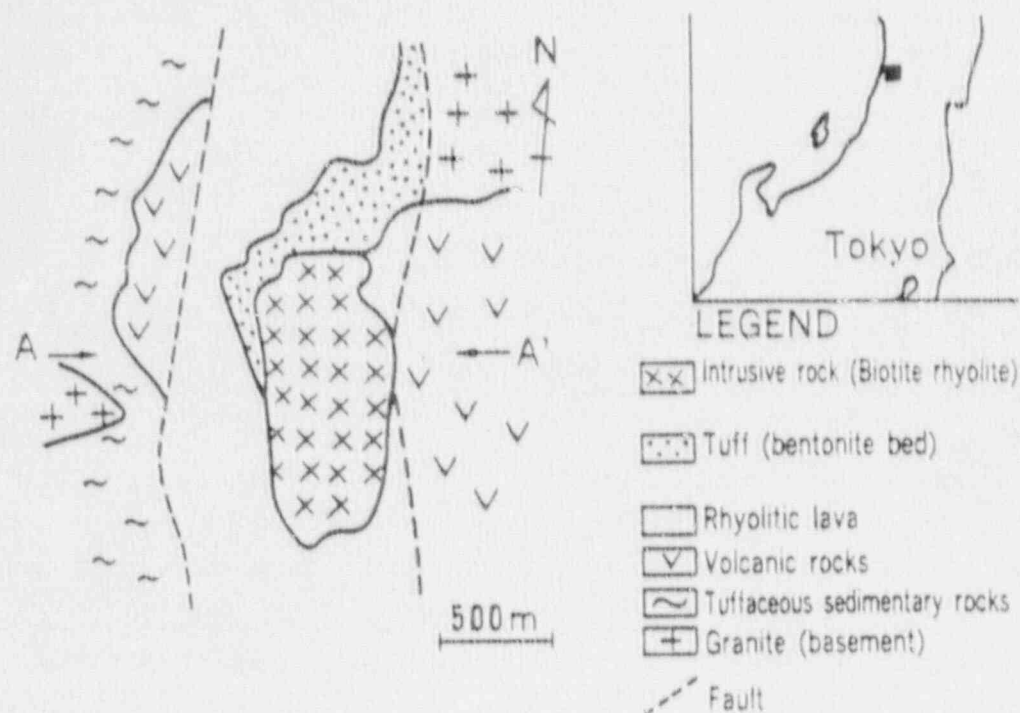 N
A
A'
500 m
Tokyo
LEGEND
Intrusive rock (Biotite rhyolite)
Tuff (bentonite bed)
Rhyolitic lava
Volcanic rocks
Tuffaceous sedimentary rocks
Granite (basement)
Fault